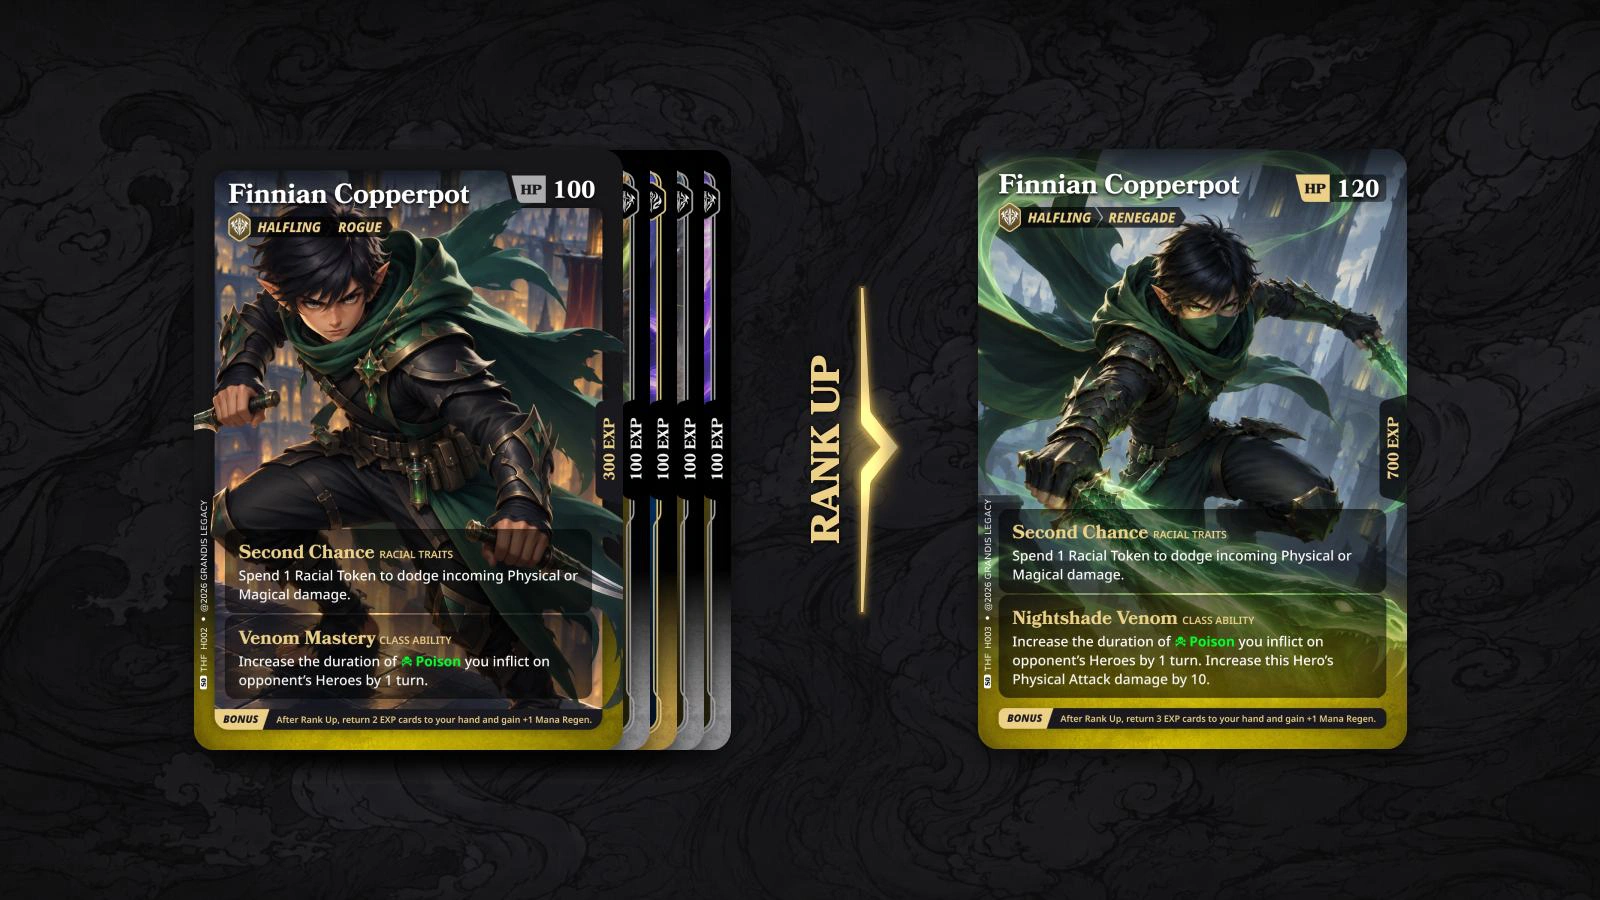 Finnian Copperpot
HP 100
HALFLING ROGUE
300 EXP
100 EXP
100 EXP
100 EXP
100 EXP
Second Chance RACIAL TRAITS
Spend 1 Racial Token to dodge incoming Physical or
Magical damage.
Venom Mastery CLASS ABILITY
Increase the duration of Poison you inflict on
opponent's Heroes by 1 turn.
BONUS After Rank Up, return 2 EXP cards to your hand and gain +1 Mana Regen.
S0 THF H002 • @2026 GRANDIS LEGACY
RANK UP
Finnian Copperpot
HP 120
HALFLING RENEGADE
700 EXP
Second Chance RACIAL TRAITS
Spend 1 Racial Token to dodge incoming Physical or
Magical damage.
Nightshade Venom CLASS ABILITY
Increase the duration of Poison you inflict on
opponent's Heroes by 1 turn. Increase this Hero's
Physical Attack damage by 10.
BONUS After Rank Up, return 3 EXP cards to your hand and gain +1 Mana Regen.
S0 THF H003 • @2026 GRANDIS LEGACY